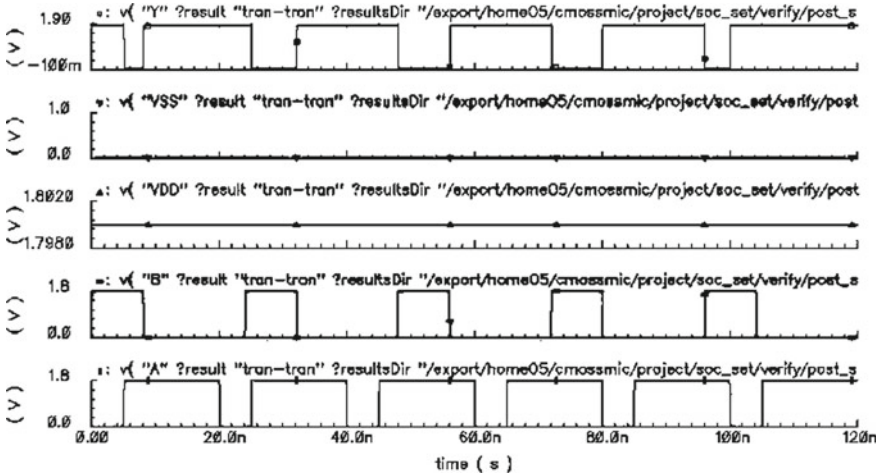 v( "Y" ?result "tran-tran" ?resultsDir "/export/home05/cmossmic/project/soc_set/verify/post_s
1.90
-100m
(V)
v( "VSS" ?result "tran-tran" ?resultsDir "/export/home05/cmossmic/project/soc_set/verify/post
1.0
0.0
(V)
v( "VDD" ?result "tran-tran" ?resultsDir "/export/home05/cmossmic/project/soc_set/verify/post
1.8020
1.7980
(V)
v( "B" ?result "tran-tran" ?resultsDir "/export/home05/cmossmic/project/soc_set/verify/post_s
1.8
0.0
(V)
v( "A" ?result "tran-tran" ?resultsDir "/export/home05/cmossmic/project/soc_set/verify/post_s
1.8
0.0
(V)
0.00 20.0n 40.0n 60.0n 80.0n 100n 120n
time ( s )